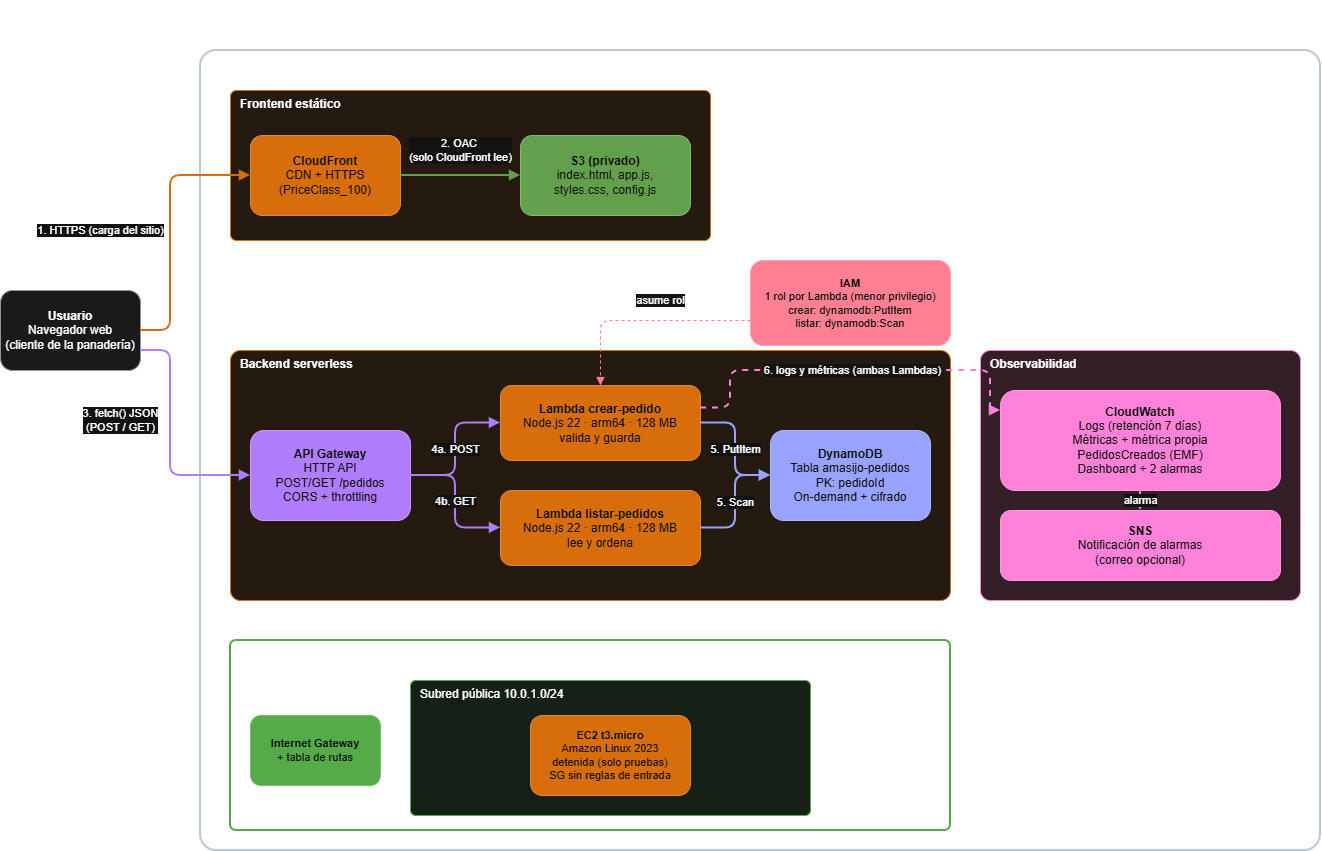 Frontend estático
CloudFront
CDN + HTTPS
(PriceClass_100)
2. OAC
(solo CloudFront lee)
S3 (privado)
index.html, app.js,
styles.css, config.js
1. HTTPS (carga del sitio)
Usuario
Navegador web
(cliente de la panadería)
3. fetch() JSON
(POST / GET)
IAM
1 rol por Lambda (menor privilegio)
crear: dynamodb:PutItem
listar: dynamodb:Scan
asume rol
Backend serverless
API Gateway
HTTP API
POST/GET /pedidos
CORS + throttling
4a. POST
4b. GET
Lambda crear-pedido
Node.js 22 · arm64 · 128 MB
valida y guarda
Lambda listar-pedidos
Node.js 22 · arm64 · 128 MB
lee y ordena
5. PutItem
5. Scan
DynamoDB
Tabla amasijo-pedidos
PK: pedidoId
On-demand + cifrado
6. logs y métricas (ambas Lambdas)
Observabilidad
CloudWatch
Logs (retención 7 días)
Métricas + métrica propia
PedidosCreados (EMF)
Dashboard + 2 alarmas
alarma
SNS
Notificación de alarmas
(correo opcional)
Internet Gateway
+ tabla de rutas
Subred pública 10.0.1.0/24
EC2 t3.micro
Amazon Linux 2023
detenida (solo pruebas)
SG sin reglas de entrada